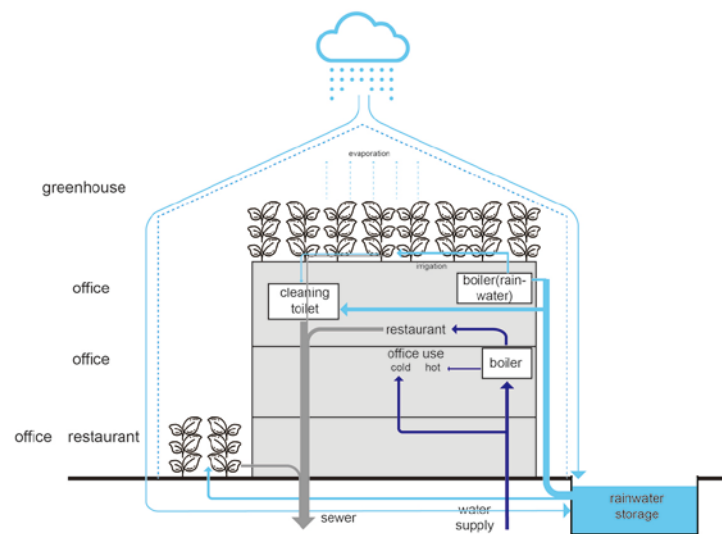 evaporation
greenhouse
irrigation
office
cleaning
toilet
boiler(rain-
water)
restaurant
office
office use
cold hot
boiler
office restaurant
sewer
water
supply
rainwater
storage